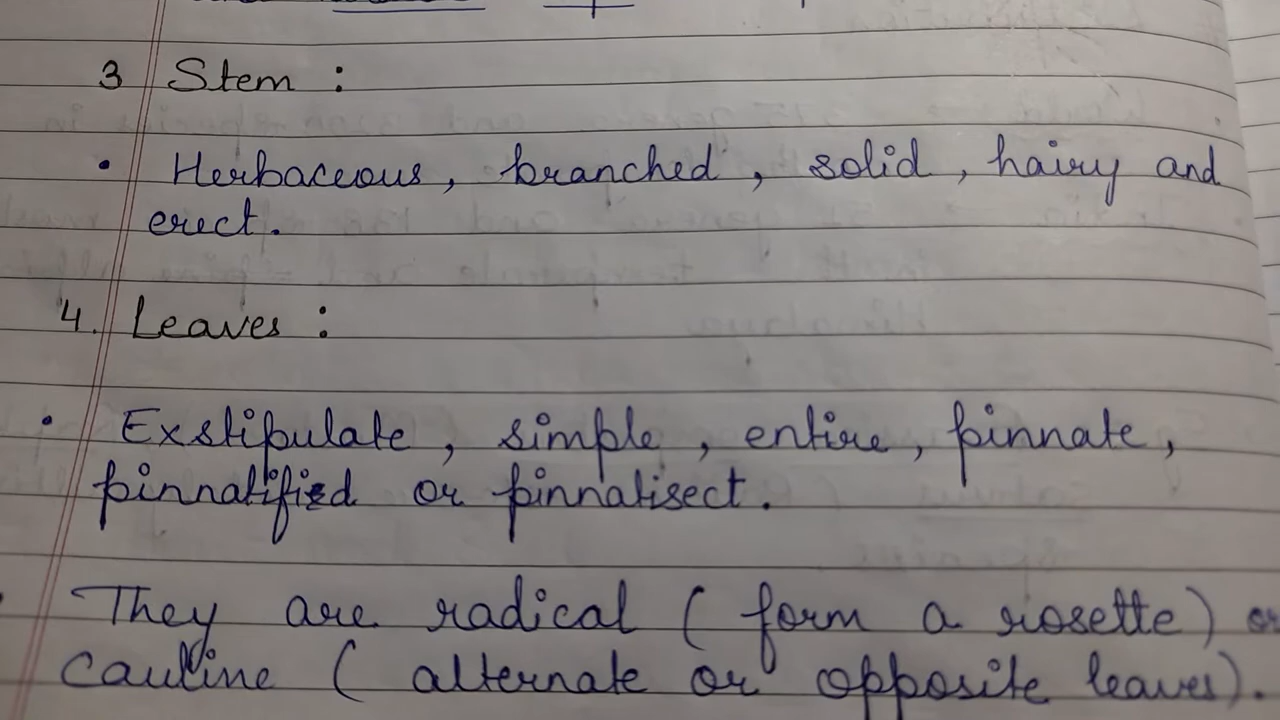 3 Stem :
• Herbaceous, branched, solid, hairy and
erect.
4. Leaves :
• Exstipulate, simple, entire, pinnate,
pinnatified or pinnatisect.
They are radical ( form a rosette) or
Cauline ( alternate or opposite leaves).